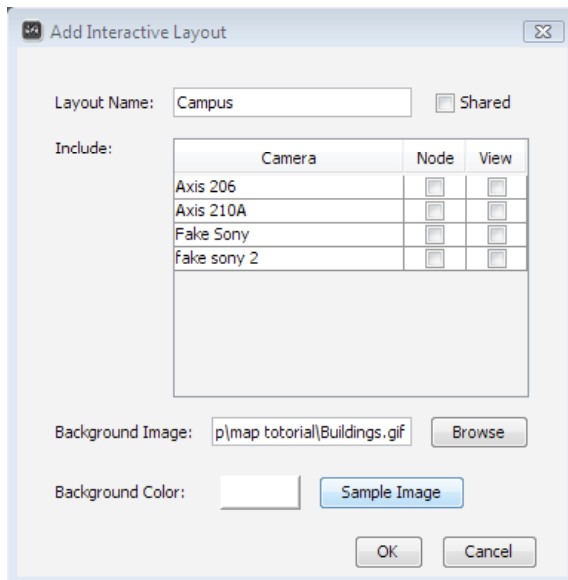 Add Interactive Layout
Layout Name: Campus Shared
Include:
Camera Node View
Axis 206
Axis 210A
Fake Sony
fake sony 2
Background Image: p\map totorial\Buildings.gif Browse
Background Color: Sample Image
OK Cancel